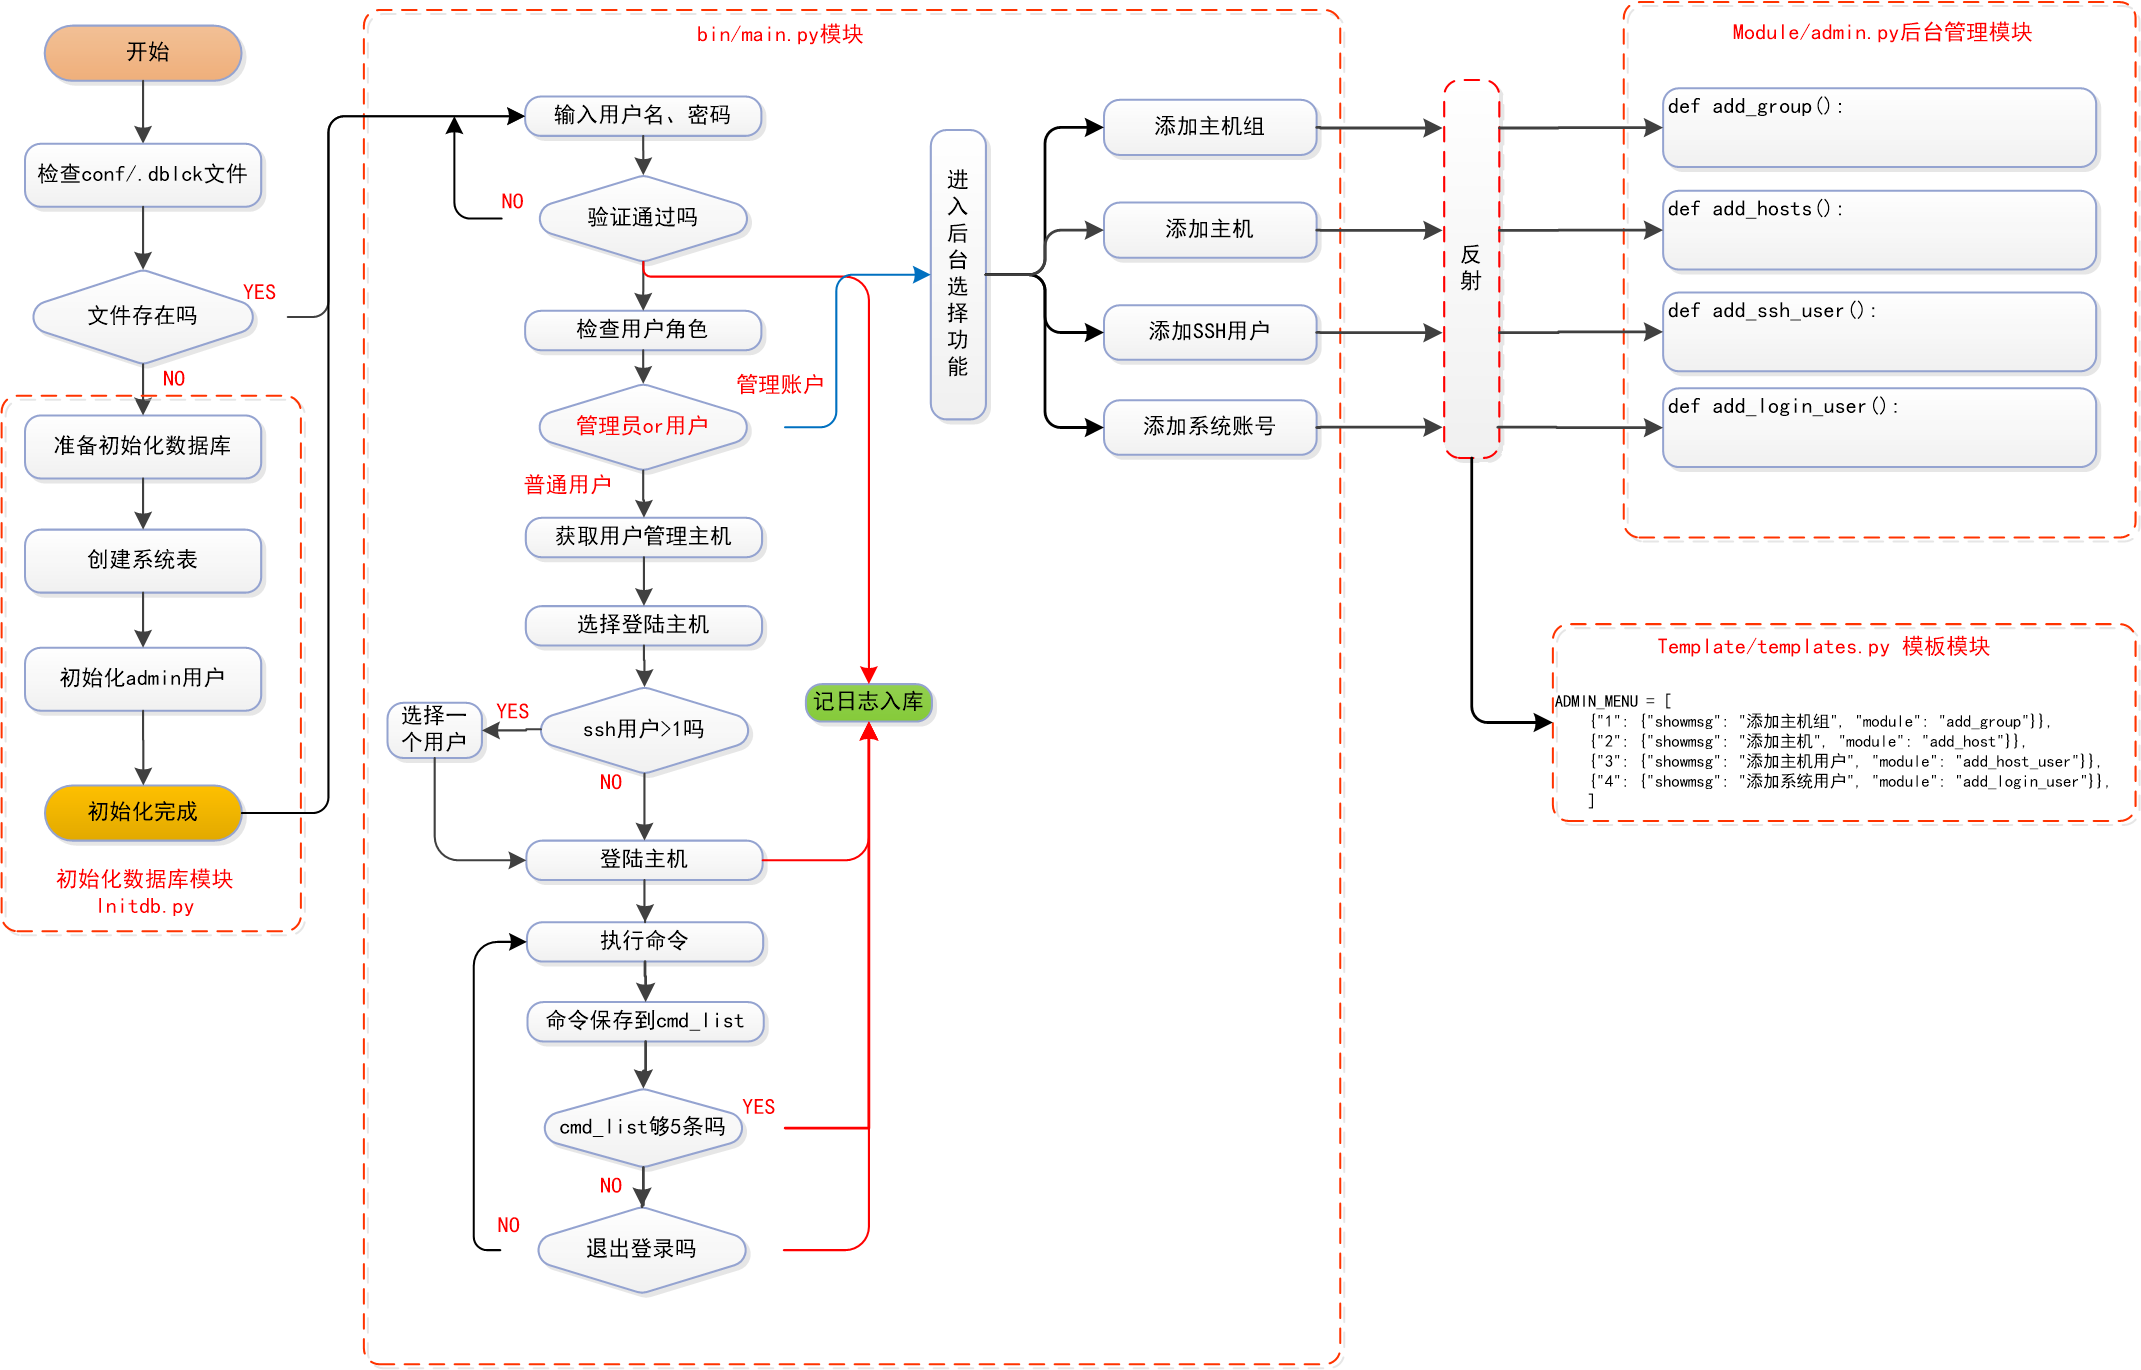 开始
检查conf/.dblck文件
文件存在吗
YES
NO
准备初始化数据库
创建系统表
初始化admin用户
初始化完成
初始化数据库模块
Initdb.py
bin/main.py模块
输入用户名、密码
NO
验证通过吗
检查用户角色
管理账户
管理员or用户
普通用户
获取用户管理主机
选择登陆主机
选择一
个用户
YES
ssh用户>1吗
NO
记日志入库
登陆主机
执行命令
命令保存到cmd_list
YES
cmd_list够5条吗
NO
NO
退出登录吗
进
入
后
台
选
择
功
能
添加主机组
添加主机
添加SSH用户
添加系统账号
反
射
Module/admin.py后台管理模块
def add_group():
def add_hosts():
def add_ssh_user():
def add_login_user():
Template/templates.py 模板模块
ADMIN_MENU = [
{"1": {"showmsg": "添加主机组", "module": "add_group"}},
{"2": {"showmsg": "添加主机", "module": "add_host"}},
{"3": {"showmsg": "添加主机用户", "module": "add_host_user"}},
{"4": {"showmsg": "添加系统用户", "module": "add_login_user"}},
]